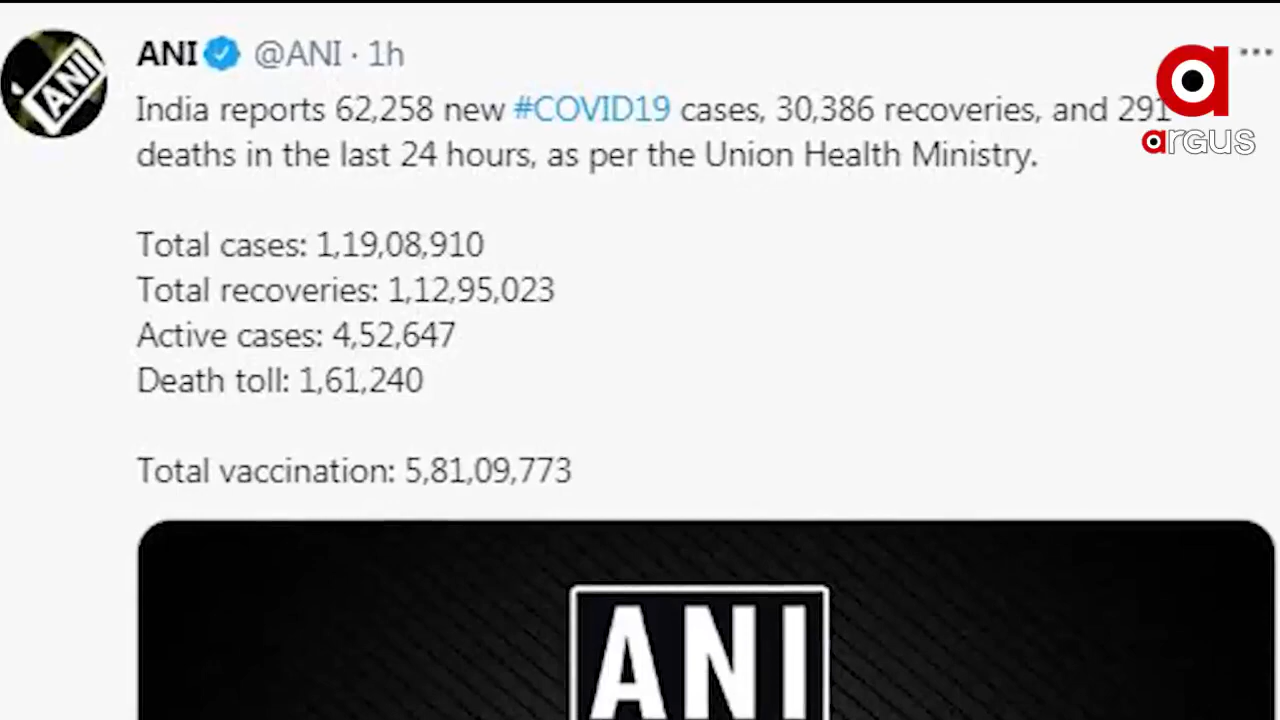 ANI
ANI @ANI · 1h
India reports 62,258 new #COVID19 cases, 30,386 recoveries, and 291
deaths in the last 24 hours, as per the Union Health Ministry.
Total cases: 1,19,08,910
Total recoveries: 1,12,95,023
Active cases: 4,52,647
Death toll: 1,61,240
Total vaccination: 5,81,09,773
ANI
a
argus